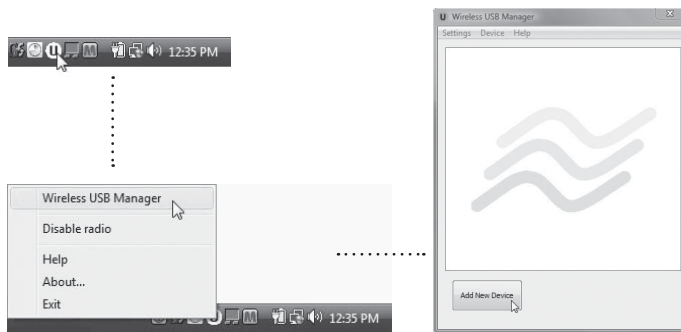 U
12:35 PM
Wireless USB Manager
Disable radio
Help
About...
Exit
12:35 PM
U Wireless USB Manager
Settings Device Help
Add New Device